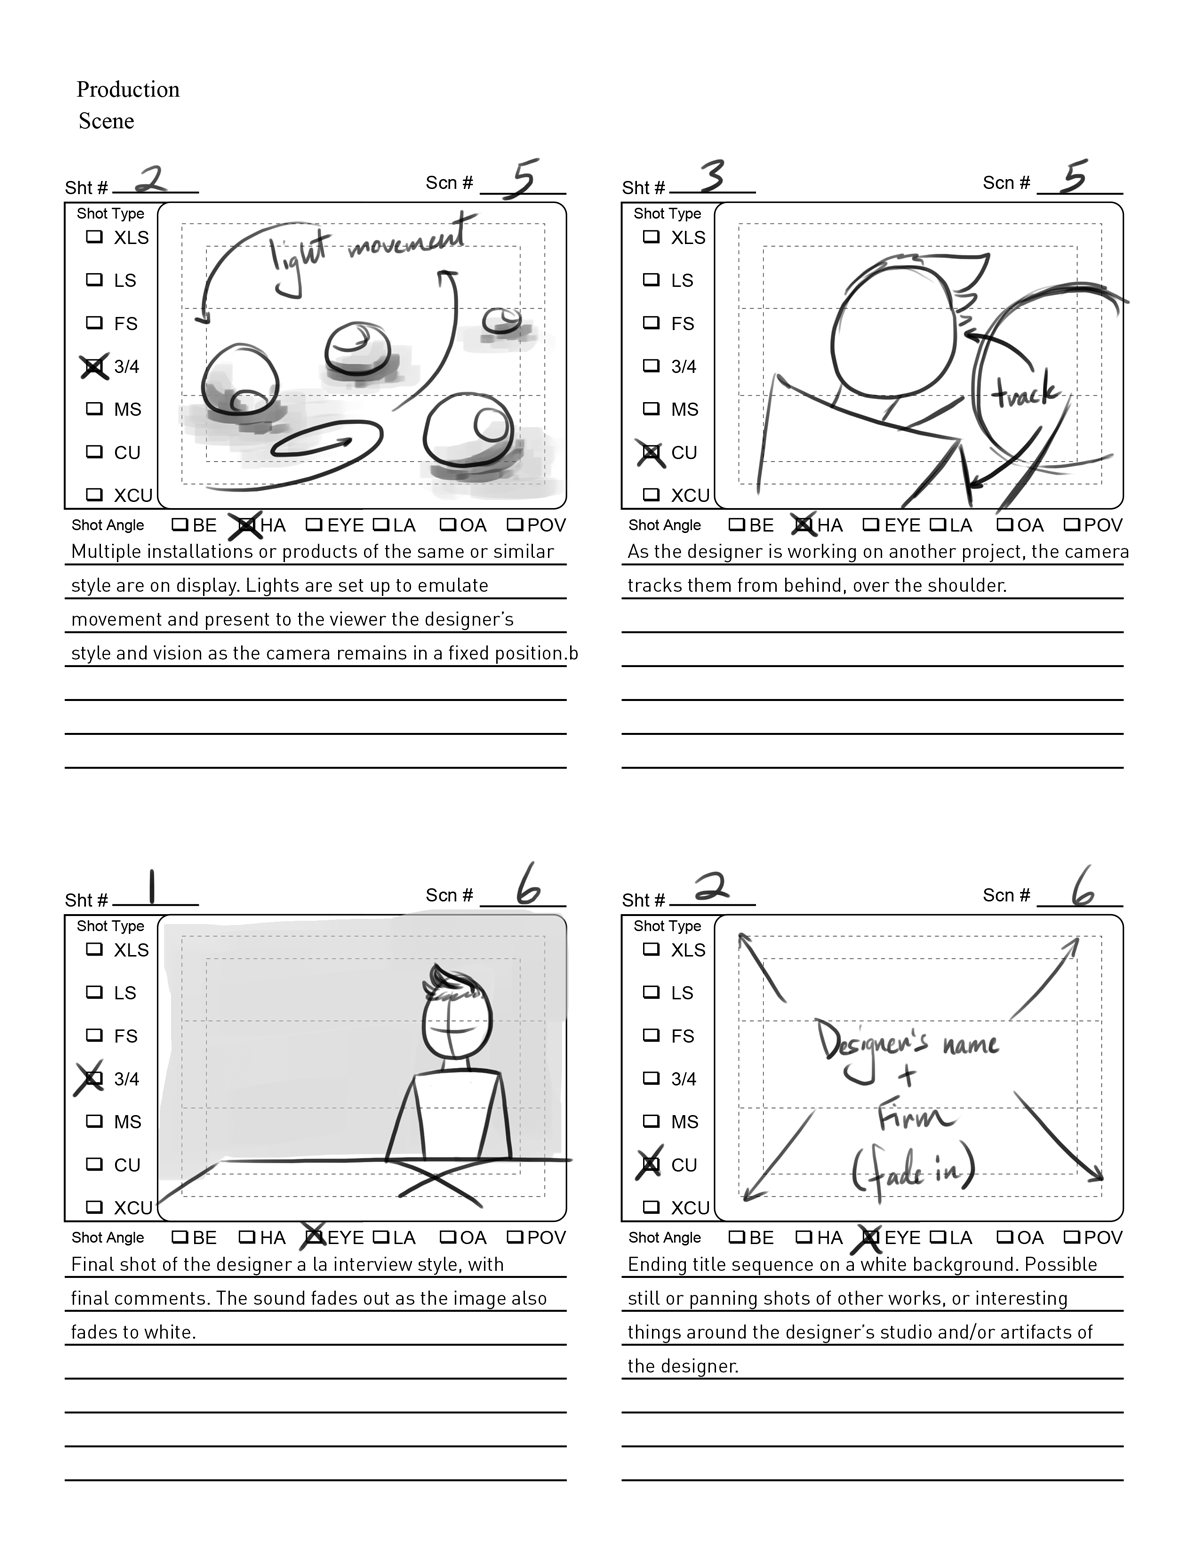 Production
Scene
Sht # 2 Scn # 5
Shot Type
XLS
LS
FS
3/4
MS
CU
XCU
light movement
Shot Angle BE HA EYE LA OA POV
Multiple installations or products of the same or similar
style are on display. Lights are set up to emulate
movement and present to the viewer the designer's
style and vision as the camera remains in a fixed position.b
Sht # 3 Scn # 5
Shot Type
XLS
LS
FS
3/4
MS
CU
XCU
track
Shot Angle BE HA EYE LA OA POV
As the designer is working on another project, the camera
tracks them from behind, over the shoulder.
Sht # 1 Scn # 6
Shot Type
XLS
LS
FS
3/4
MS
CU
XCU
Shot Angle BE HA EYE LA OA POV
Final shot of the designer a la interview style, with
final comments. The sound fades out as the image also
fades to white.
Sht # 2 Scn # 6
Shot Type
XLS
LS
FS
3/4
MS
CU
XCU
Designer's name
+
Firm
(fade in)
Shot Angle BE HA EYE LA OA POV
Ending title sequence on a white background. Possible
still or panning shots of other works, or interesting
things around the designer's studio and/or artifacts of
the designer.